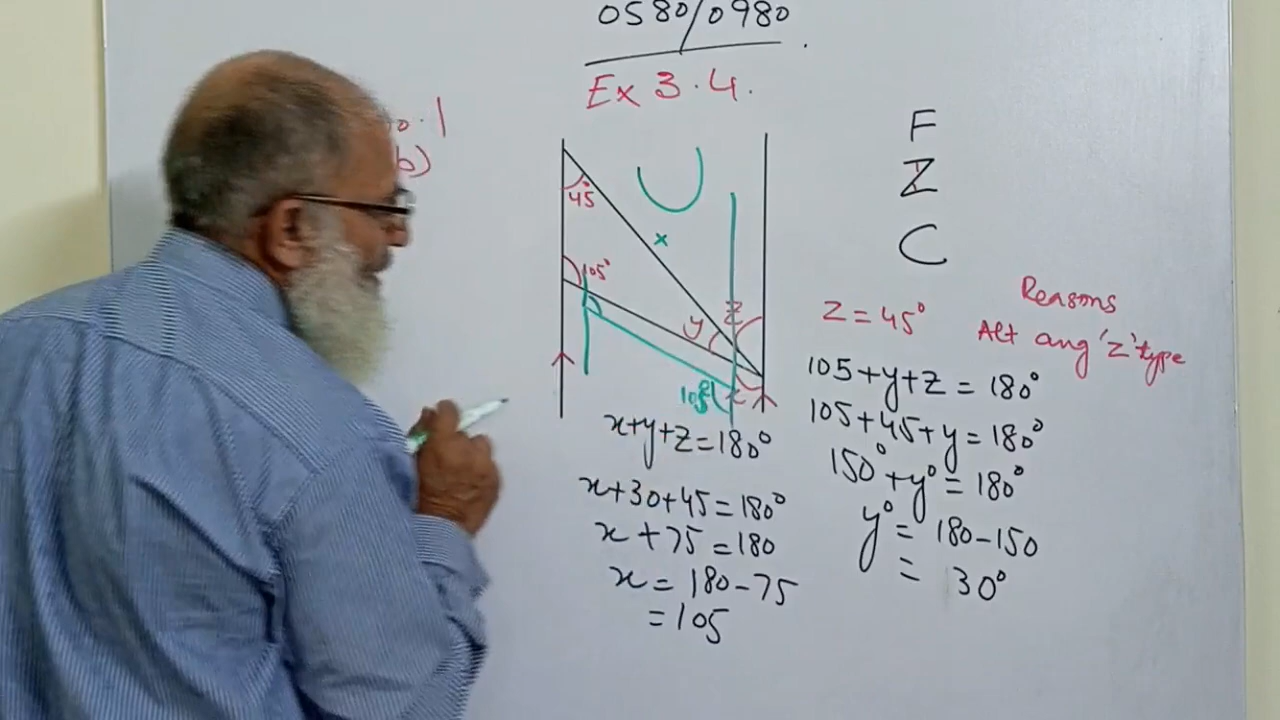 0580/0980
Ex 3.4.
o. 1
b)
F
Z
C
45°
x
105°
y
Z
x
105°
Reasons
Z = 45°
Alt ang 'Z' type
105+y+z = 180°
105+45+y = 180°
150°+y° = 180°
y° = 180-150
= 30°
x+y+z=180°
x+30+45=180°
x + 75 = 180
x = 180-75
= 105